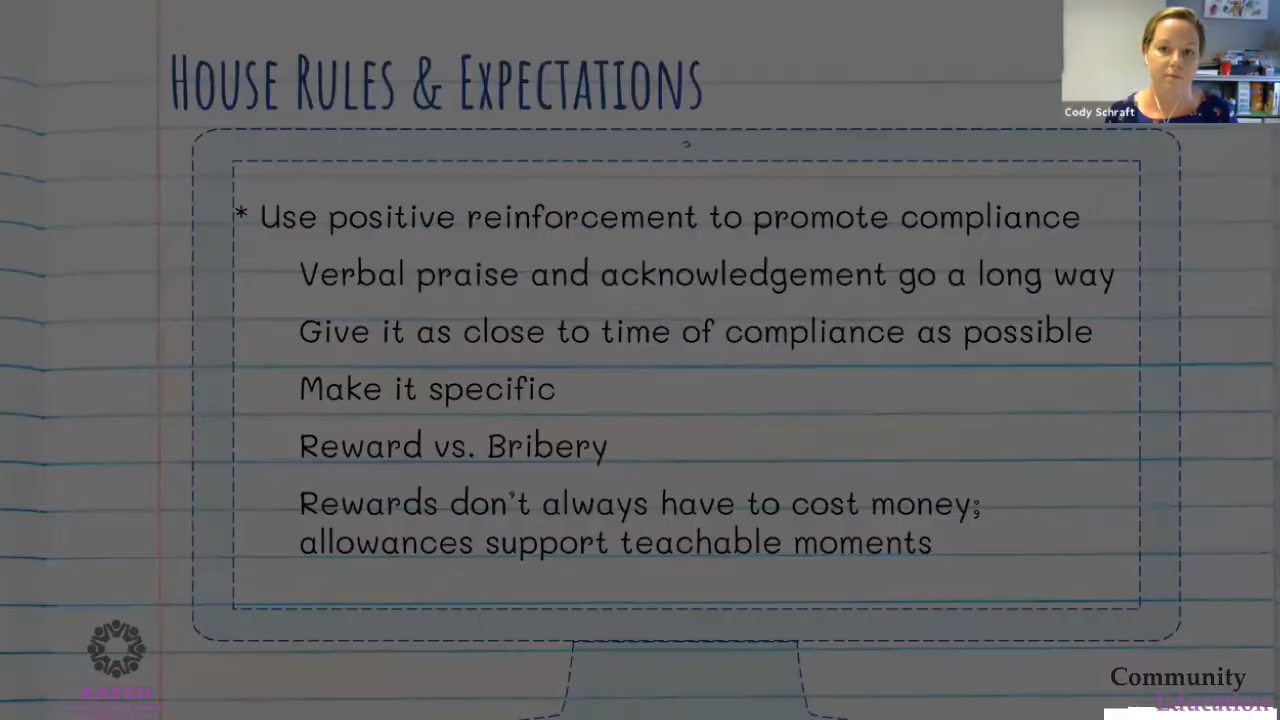 HOUSE RULES & EXPECTATIONS
Cody Schraft
* Use positive reinforcement to promote compliance
Verbal praise and acknowledgement go a long way
Give it as close to time of compliance as possible
Make it specific
Reward vs. Bribery
Rewards don't always have to cost money;
allowances support teachable moments
CATCH
Community
Education